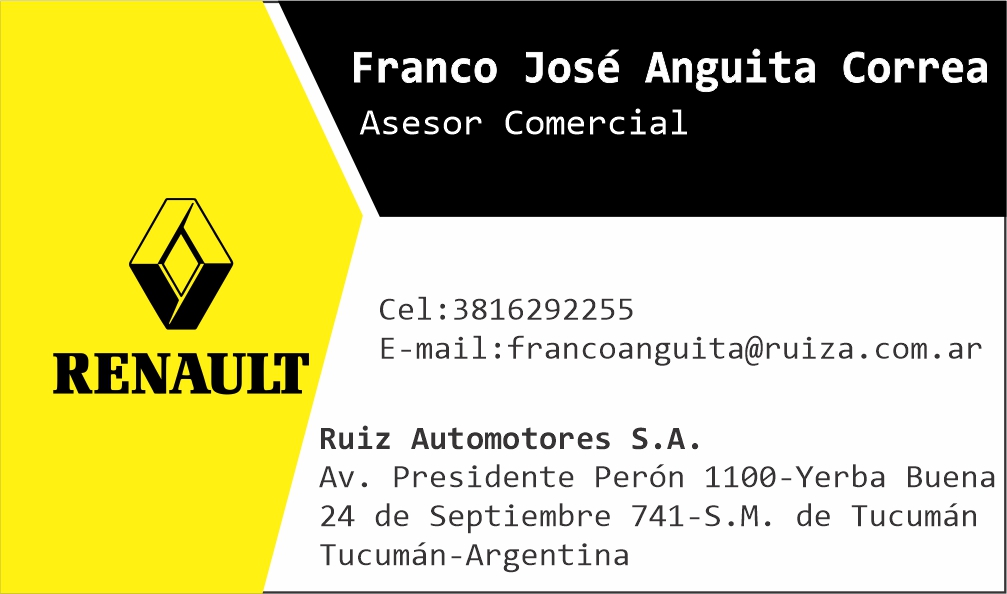 Franco José Anguita Correa
Asesor Comercial
RENAULT
Cel:3816292255
E-mail:francoanguita@ruiza.com.ar
Ruiz Automotores S.A.
Av. Presidente Perón 1100-Yerba Buena
24 de Septiembre 741-S.M. de Tucumán
Tucumán-Argentina